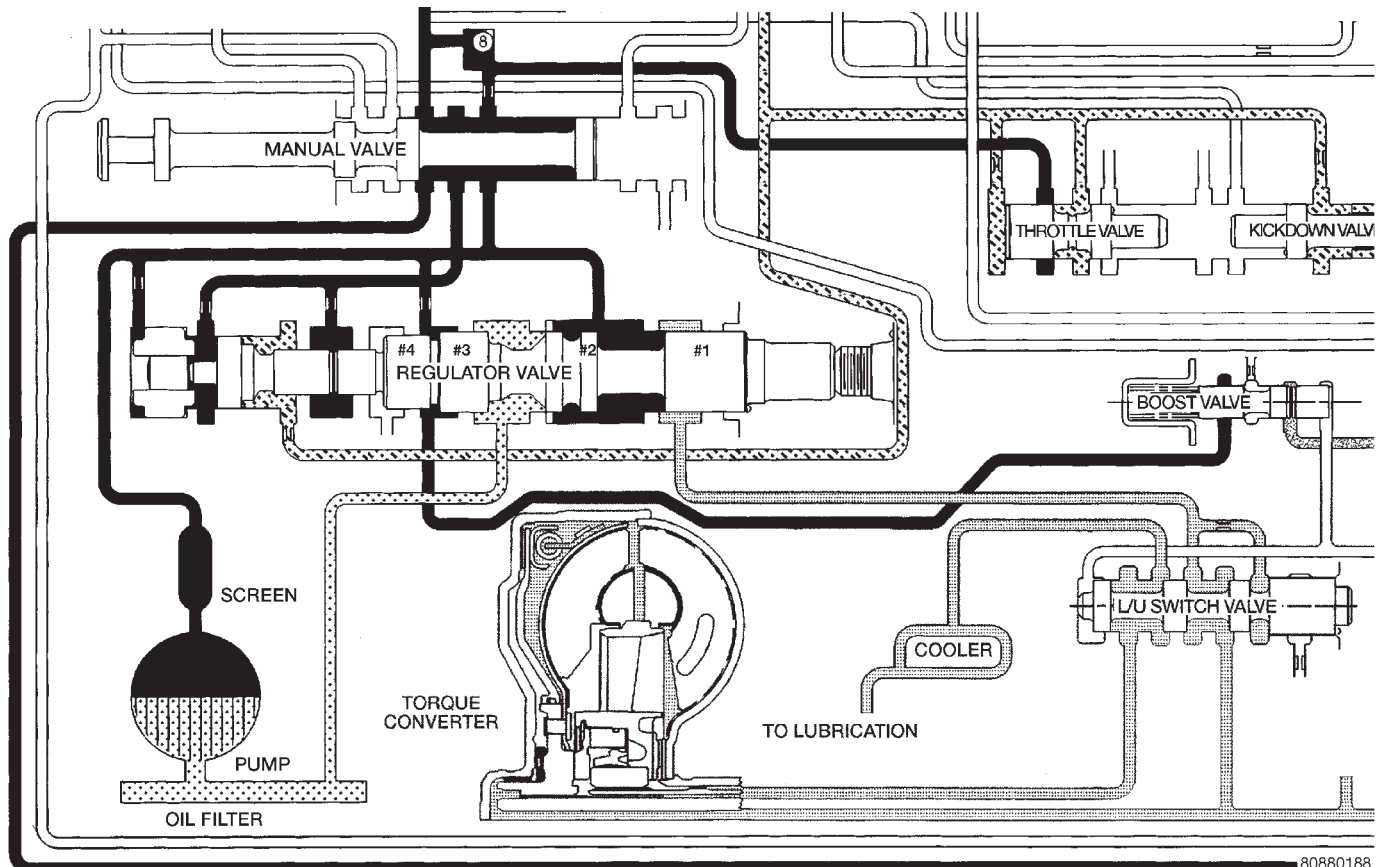 8
MANUAL VALVE
THROTTLE VALVE
KICKDOWN VALV
#4
#3
#2
#1
REGULATOR VALVE
BOOST VALVE
SCREEN
L/U SWITCH VALVE
COOLER
TORQUE
CONVERTER
TO LUBRICATION
PUMP
OIL FILTER
80880188